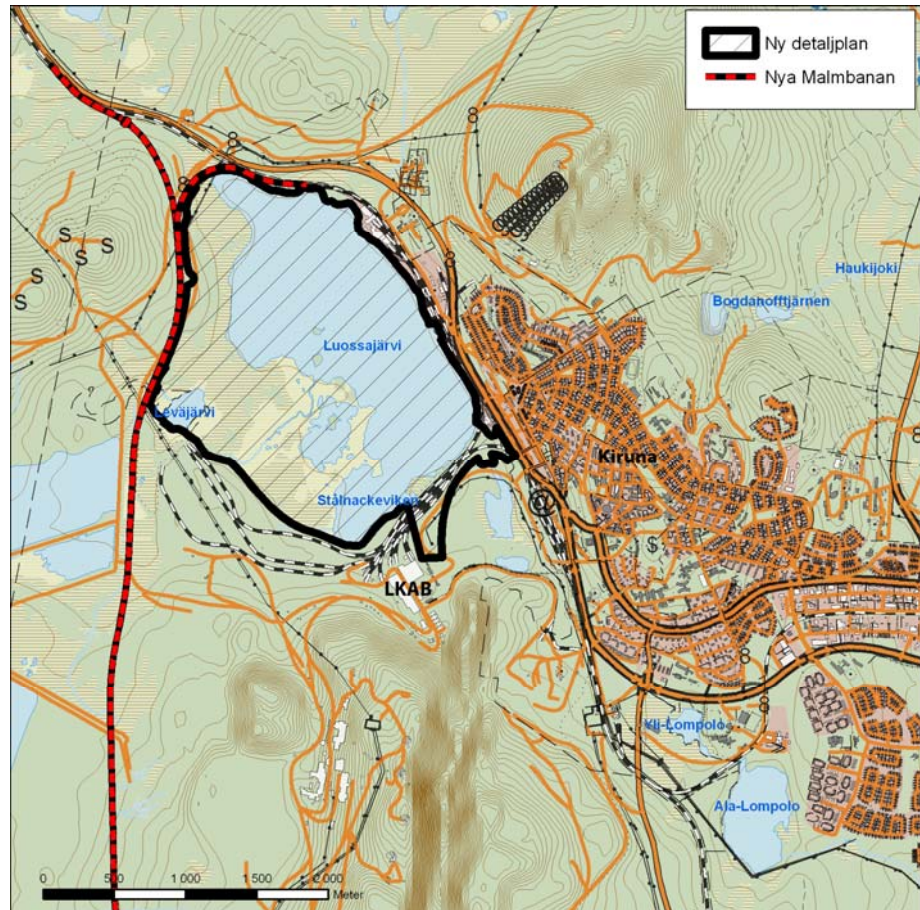 Ny detaljplan
Nya Malmbanan
S
S
S
S
S
Haukijoki
Bogdanofftjärnen
Luossajärvi
Leväjärvi
Kiruna
Stålnackeviken
LKAB
Yli-Lompolo
Ala-Lompolo
0 500 1 000 1 500 2 000
Meter